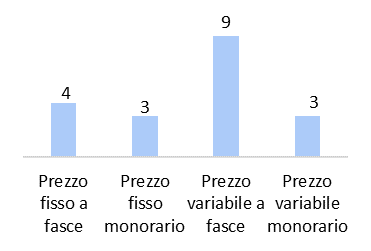 9
4
3
3
Prezzo fisso a fasce
Prezzo fisso monorario
Prezzo variabile a fasce
Prezzo variabile monorario